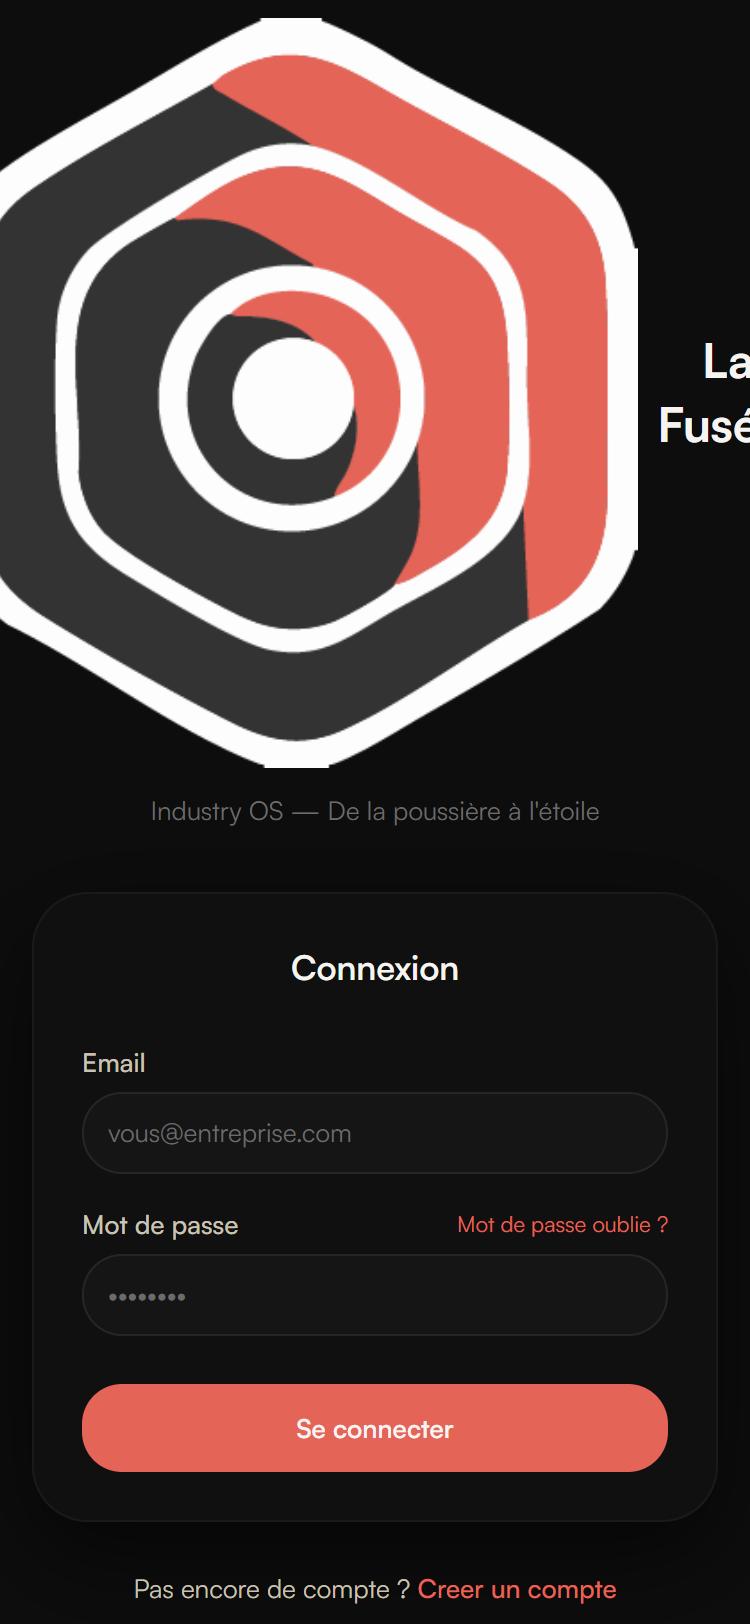 La
Fusé
Industry OS — De la poussière à l'étoile
Connexion
Email
vous@entreprise.com
Mot de passe
Mot de passe oublie ?
••••••••
Se connecter
Pas encore de compte ? Creer un compte